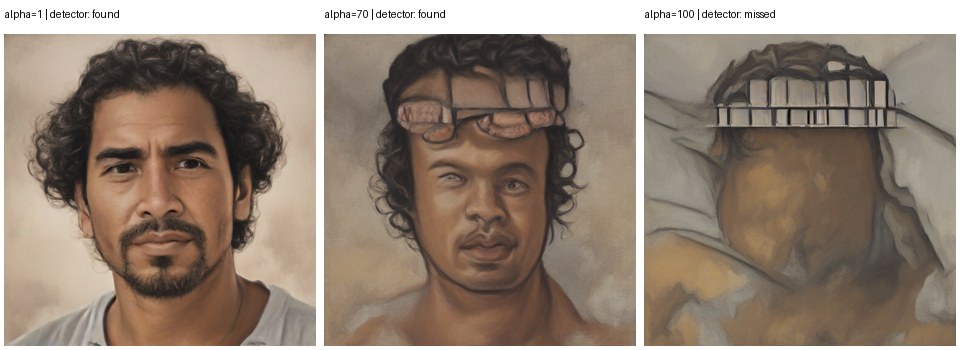 alpha=1 | detector: found
alpha=70 | detector: found
alpha=100 | detector: missed